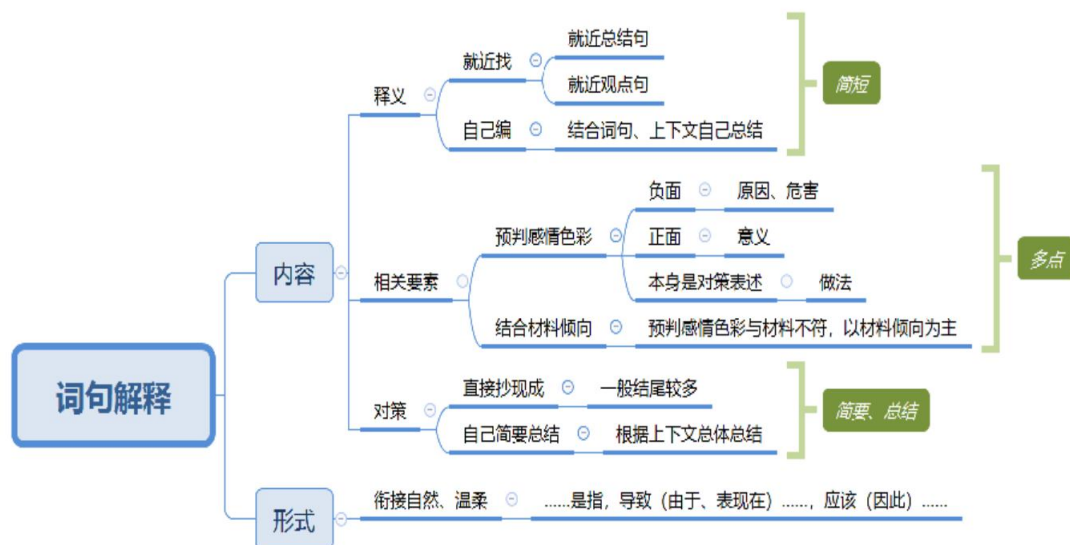 词句解释
内容
释义
就近找
就近总结句
就近观点句
自己编
结合词句、上下文自己总结
简短
相关要素
预判感情色彩
负面
原因、危害
正面
意义
本身是对策表述
做法
结合材料倾向
预判感情色彩与材料不符，以材料倾向为主
多点
对策
直接抄现成
一般结尾较多
自己简要总结
根据上下文总体总结
简要、总结
形式
衔接自然、温柔
……是指，导致（由于、表现在）……，应该（因此）……